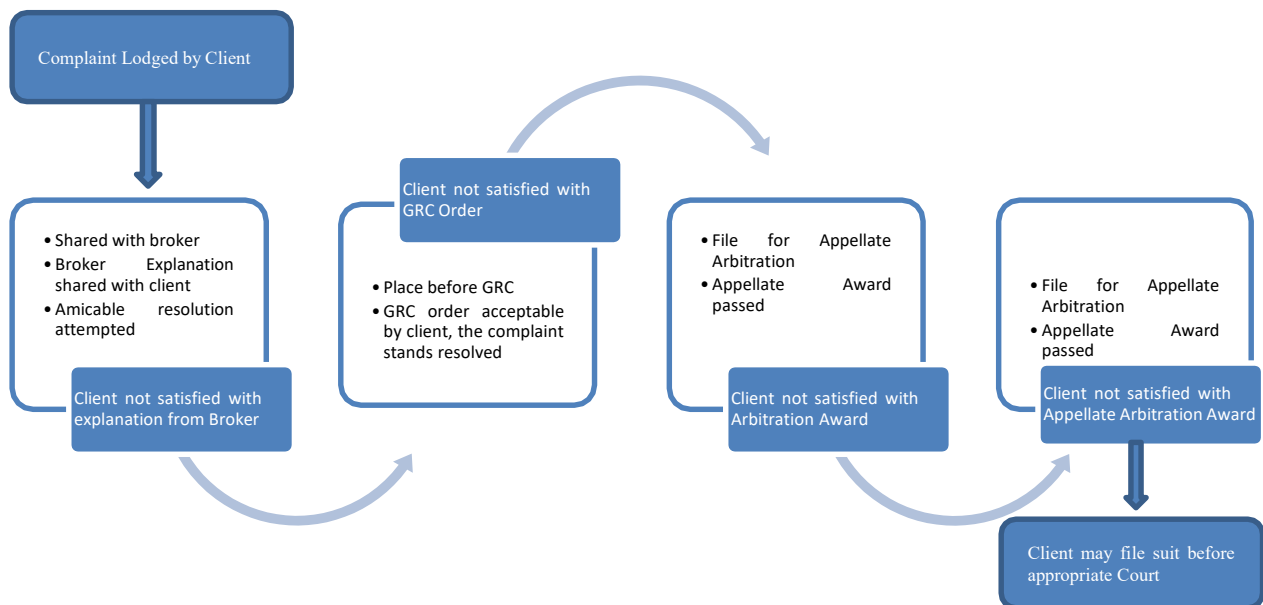 Complaint Lodged by Client
• Shared with broker
• Broker Explanation
shared with client
• Amicable resolution
attempted
Client not satisfied with
explanation from Broker
Client not satisfied with
GRC Order
• Place before GRC
• GRC order acceptable
by client, the complaint
stands resolved
• File for Appellate
Arbitration
• Appellate Award
passed
Client not satisfied with
Arbitration Award
• File for Appellate
Arbitration
• Appellate Award
passed
Client not satisfied with
Appellate Arbitration Award
Client may file suit before
appropriate Court